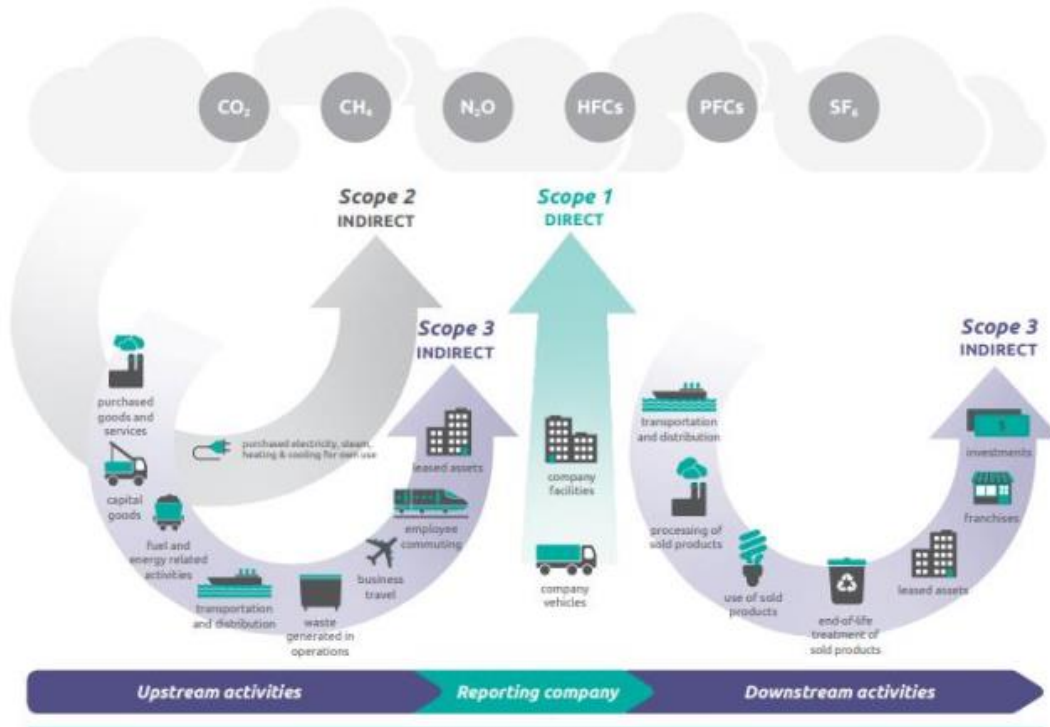 CO₂ CH₄ N₂O HFCs PFCs SF₆
Scope 2
INDIRECT
Scope 1
DIRECT
Scope 3
INDIRECT
Scope 3
INDIRECT
purchased
goods and
services
capital
goods
fuel and
energy related
activities
purchased electricity, steam,
heating & cooling for own use
transportation
and distribution
waste
generated in
operations
business
travel
employee
commuting
leased assets
company
facilities
company
vehicles
transportation
and distribution
processing of
sold products
use of sold
products
end-of-life
treatment of
sold products
leased assets
franchises
investments
$
Upstream activities
Reporting company
Downstream activities